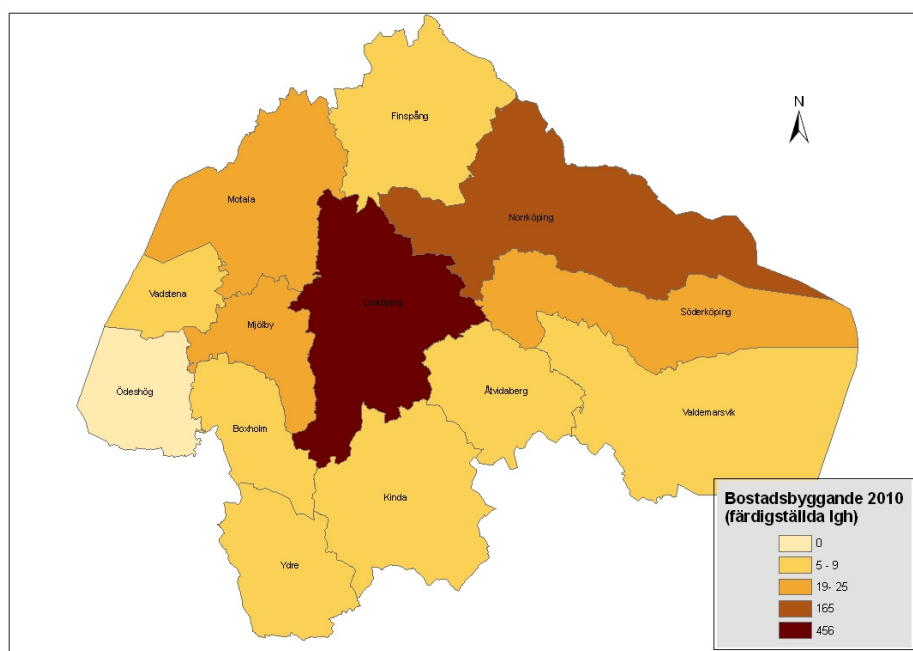 N
Finspång
Motala
Norrköping
Vadstena
Linköping
Söderköping
Mjölby
Ödeshög
Åtvidaberg
Valdemarsvik
Boxholm
Kinda
Ydre
Bostadsbyggande 2010
(färdigställda lgh)
0
5 - 9
19- 25
165
456